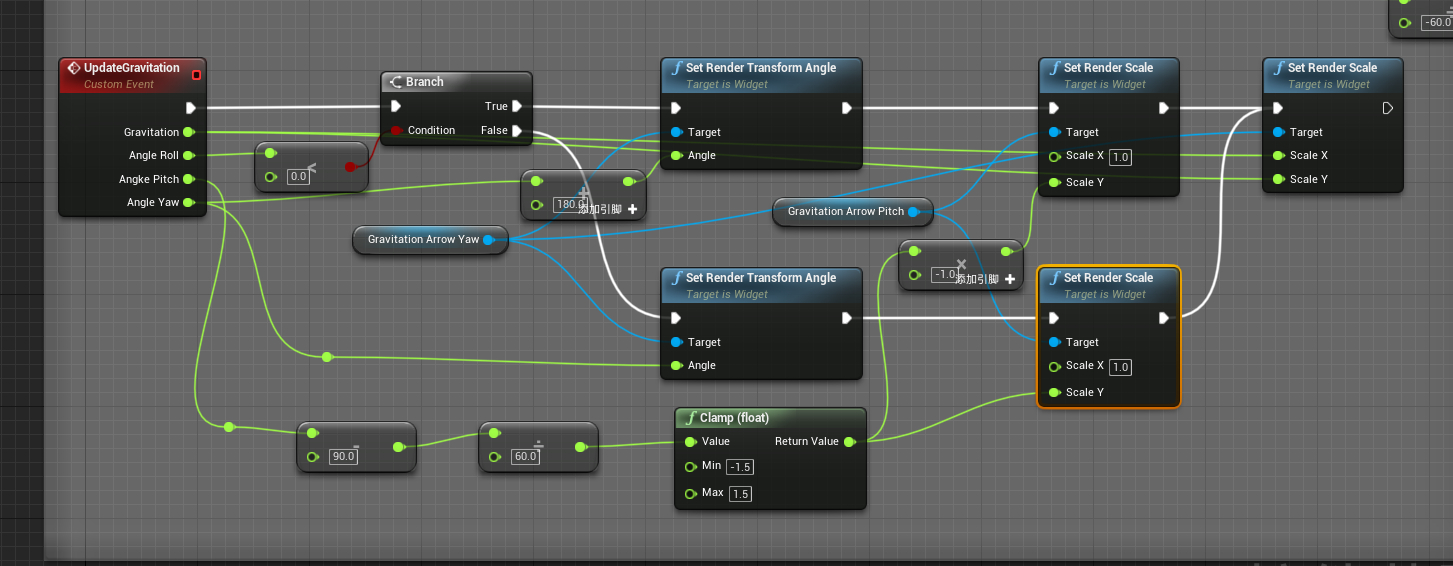 -60.0
UpdateGravitation
Custom Event
Gravitation
Angle Roll
Angke Pitch
Angle Yaw
<
0.0
Branch
True
Condition
False
Set Render Transform Angle
Target is Widget
Target
Angle
+
180.0
添加引脚
Gravitation Arrow Yaw
Gravitation Arrow Pitch
Set Render Scale
Target is Widget
Target
Scale X 1.0
Scale Y
Set Render Scale
Target is Widget
Target
Scale X
Scale Y
×
-1.0
添加引脚
Set Render Transform Angle
Target is Widget
Target
Angle
Set Render Scale
Target is Widget
Target
Scale X 1.0
Scale Y
-
90.0
÷
60.0
Clamp (float)
Value
Return Value
Min -1.5
Max 1.5